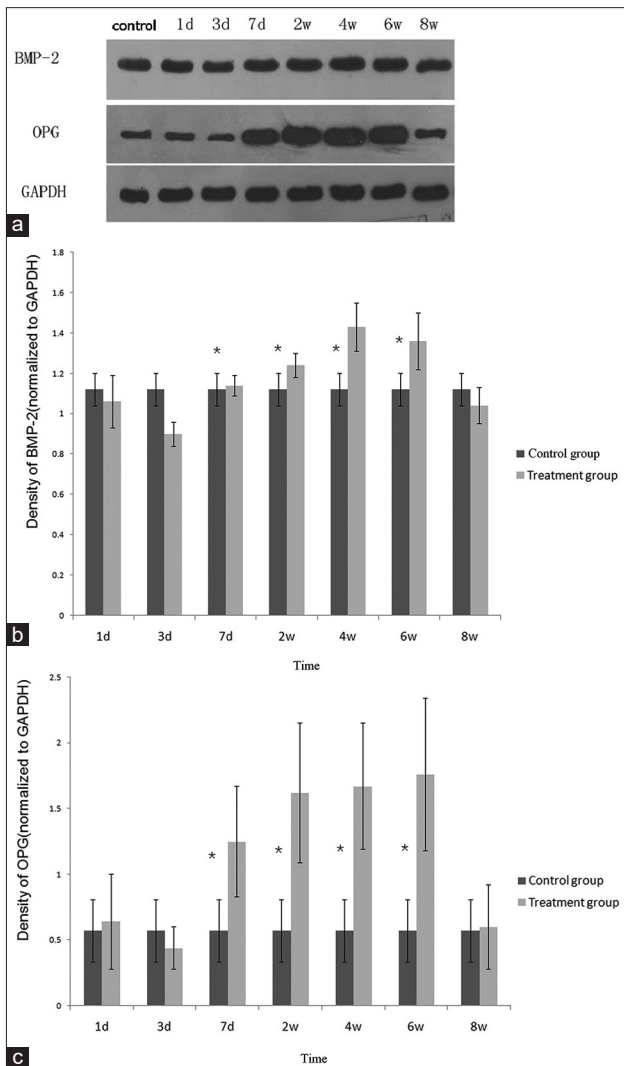 control 1d 3d 7d 2w 4w 6w 8w
BMP-2
OPG
GAPDH
a
Density of BMP-2(normalized to GAPDH)
1.8
1.6
1.4
1.2
1
0.8
0.6
0.4
0.2
0
* * * *
Control group
Treatment group
1d 3d 7d 2w 4w 6w 8w
Time
b
Density of OPG(normalized to GAPDH)
2.5
2
1.5
1
0.5
0
* * * *
Control group
Treatment group
1d 3d 7d 2w 4w 6w 8w
Time
c